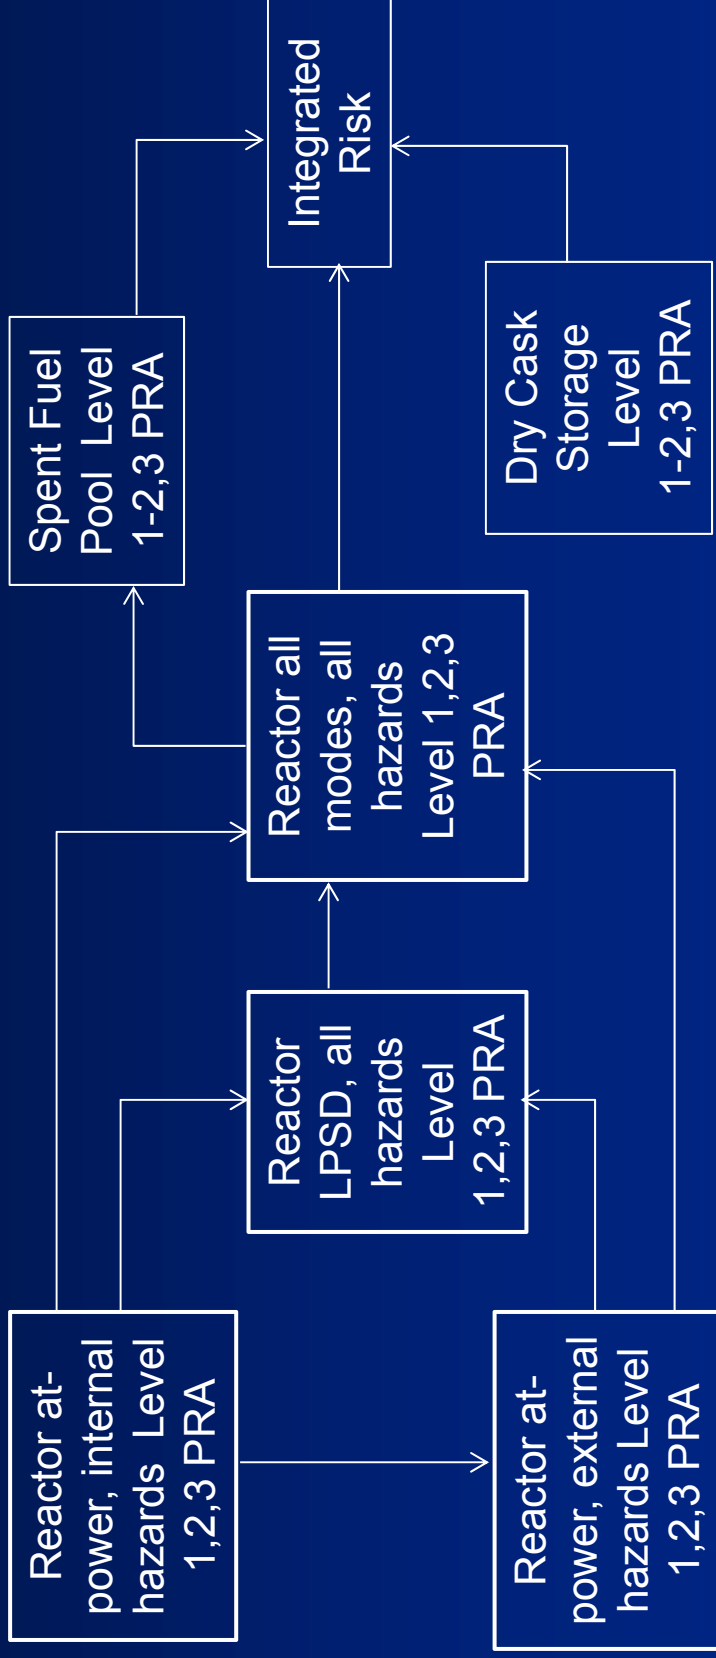 Reactor at-
power, internal
hazards Level
1,2,3 PRA
Reactor at-
power, external
hazards Level
1,2,3 PRA
Reactor
LPSD, all
hazards
Level
1,2,3 PRA
Reactor all
modes, all
hazards
Level 1,2,3
PRA
Spent Fuel
Pool Level
1-2,3 PRA
Dry Cask
Storage
Level
1-2,3 PRA
Integrated
Risk